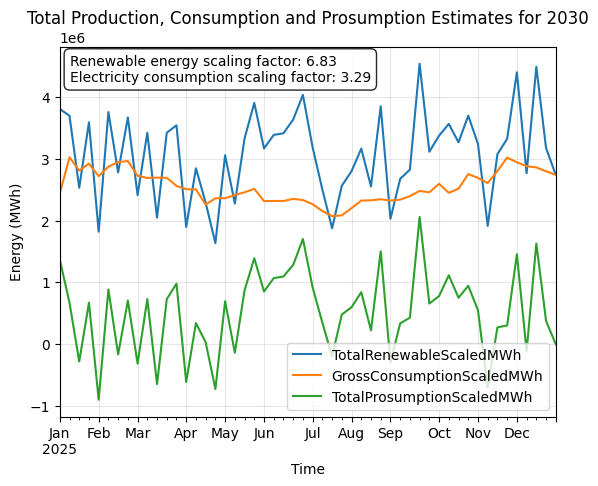 Total Production, Consumption and Prosumption Estimates for 2030
1e6
Renewable energy scaling factor: 6.83
Electricity consumption scaling factor: 3.29
4
3
2
1
0
−1
Energy (MWh)
TotalRenewableScaledMWh
GrossConsumptionScaledMWh
TotalProsumptionScaledMWh
Jan Feb Mar Apr May Jun Jul Aug Sep Oct Nov Dec
2025
Time